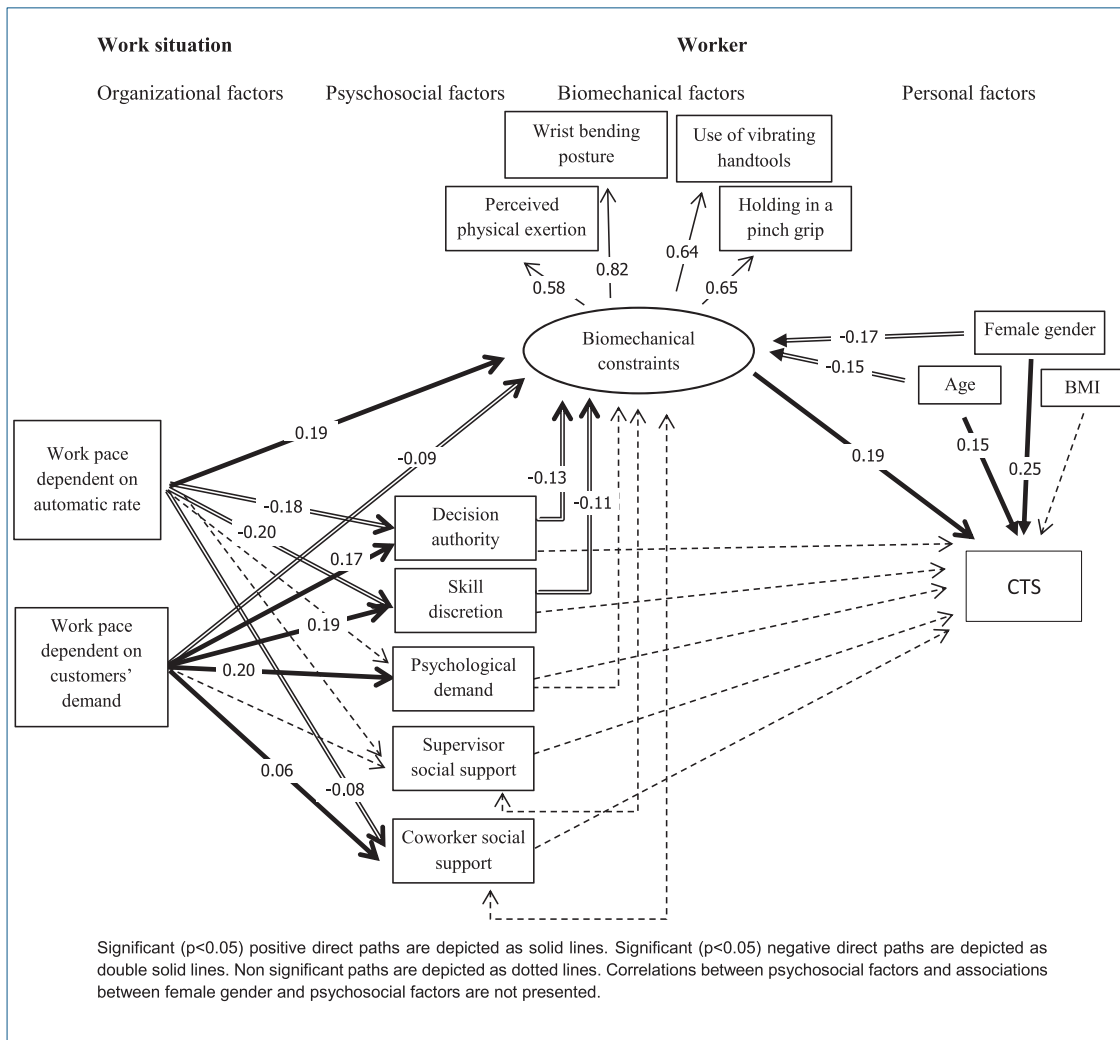 Work situation
Worker
Organizational factors
Psyschosocial factors
Biomechanical factors
Personal factors
Wrist bending
posture
Use of vibrating
handtools
Perceived
physical exertion
Holding in a
pinch grip
0.58
0.82
0.64
0.65
Biomechanical
constraints
-0.17
Female gender
-0.15
Age
BMI
Work pace
dependent on
automatic rate
0.19
-0.09
-0.13
-0.11
0.19
0.15
0.25
-0.18
-0.20
0.17
Decision
authority
Skill
discretion
CTS
Work pace
dependent on
customers’
demand
0.19
0.20
Psychological
demand
0.06
-0.08
Supervisor
social support
Coworker social
support
Significant (p<0.05) positive direct paths are depicted as solid lines. Significant (p<0.05) negative direct paths are depicted as
double solid lines. Non significant paths are depicted as dotted lines. Correlations between psychosocial factors and associations
between female gender and psychosocial factors are not presented.